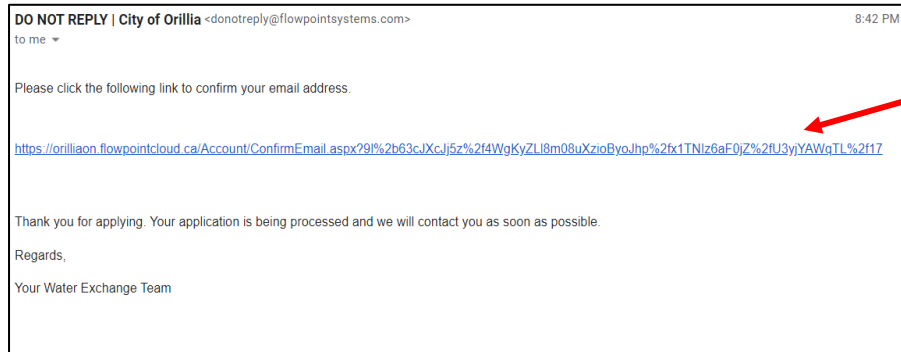 DO NOT REPLY | City of Orillia <donotreply@flowpointsystems.com> 8:42 PM
to me
Please click the following link to confirm your email address.
https://orilliaon.flowpointcloud.ca/Account/ConfirmEmail.aspx?9I%2b63cJXcJj5z%2f4WgKyZLI8m08uXzioByoJhp%2fx1TNIz6aF0jZ%2fU3yjYAWqTL%2f17
Thank you for applying. Your application is being processed and we will contact you as soon as possible.
Regards,
Your Water Exchange Team